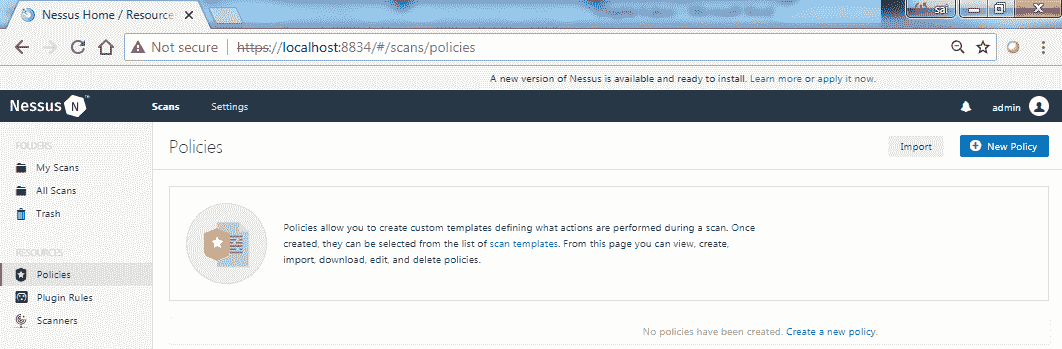 Nessus Home / Resource
sai
Not secure https://localhost:8834/#/scans/policies
A new version of Nessus is available and ready to install. Learn more or apply it now.
Nessus N ™ Scans Settings admin
FOLDERS
My Scans
All Scans
Trash
RESOURCES
Policies
Plugin Rules
Scanners
Policies
Import
New Policy
Policies allow you to create custom templates defining what actions are performed during a scan. Once
created, they can be selected from the list of scan templates. From this page you can view, create,
import, download, edit, and delete policies.
No policies have been created. Create a new policy.